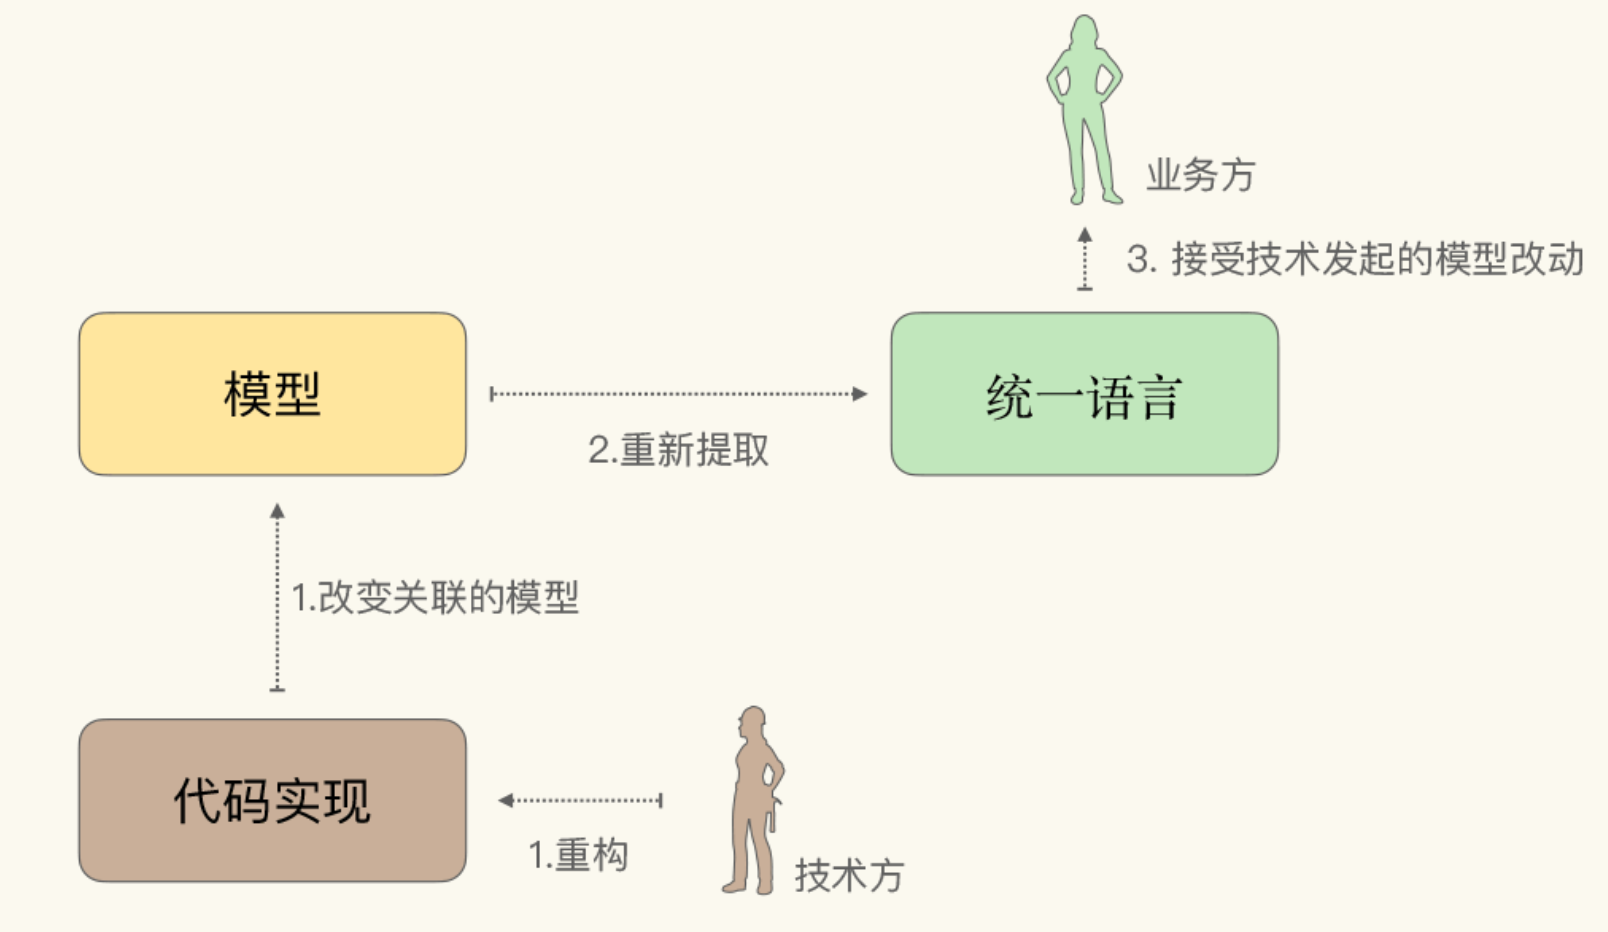 业务方
3. 接受技术发起的模型改动
模型
统一语言
2.重新提取
1.改变关联的模型
代码实现
1.重构
技术方